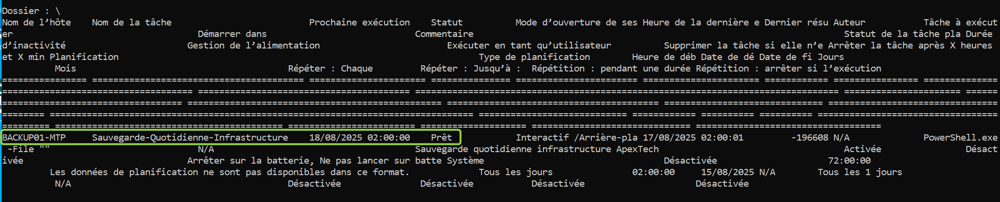 Dossier : \
Nom de l’hôte    Nom de la tâche                          Prochaine exécution    Statut          Mode d’ouverture de ses Heure de la dernière e Dernier résu Auteur           Tâche à exécut
er                                   Démarrer dans                            Commentaire                                                                      Statut de la tâche pla Durée
d’inactivité                       Gestion de l’alimentation                        Exécuter en tant qu’utilisateur          Supprimer la tâche si elle n’e Arrêter la tâche après X heures
et X min Planification                                                                    Type de planification        Heure de déb Date de dé Date de fi Jours
          Mois                                        Répéter : Chaque         Répéter : Jusqu’à :  Répétition : pendant une durée Répétition : arrêter si l’exécution
================ ======================================== ====================== =============== ======================== ====================== ============ =============== ==============
==================================== ======================================== ================================================================================ ====================== ======
================================== ================================================ ======================================== ============================== ================================
======== ================================================================================ ============================ ============ ========== ========== ==================================
========= =========================================== ======================== ==================== ============================== ===================================
BACKUP01-MTP     Sauvegarde-Quotidienne-Infrastructure    18/08/2025 02:00:00    Prêt            Interactif /Arrière-pla 17/08/2025 02:00:01         -196608 N/A              PowerShell.exe
 -File ""                            N/A                                      Sauvegarde quotidienne infrastructure ApexTech                                   Activée                Désact
ivée                               Arrêter sur la batterie, Ne pas lancer sur batte Système                                  Désactivée                     72:00:00
         Les données de planification ne sont pas disponibles dans ce format.             Tous les jours               02:00:00     15/08/2025 N/A        Tous les 1 jours
          N/A                                         Désactivée               Désactivée           Désactivée                     Désactivée